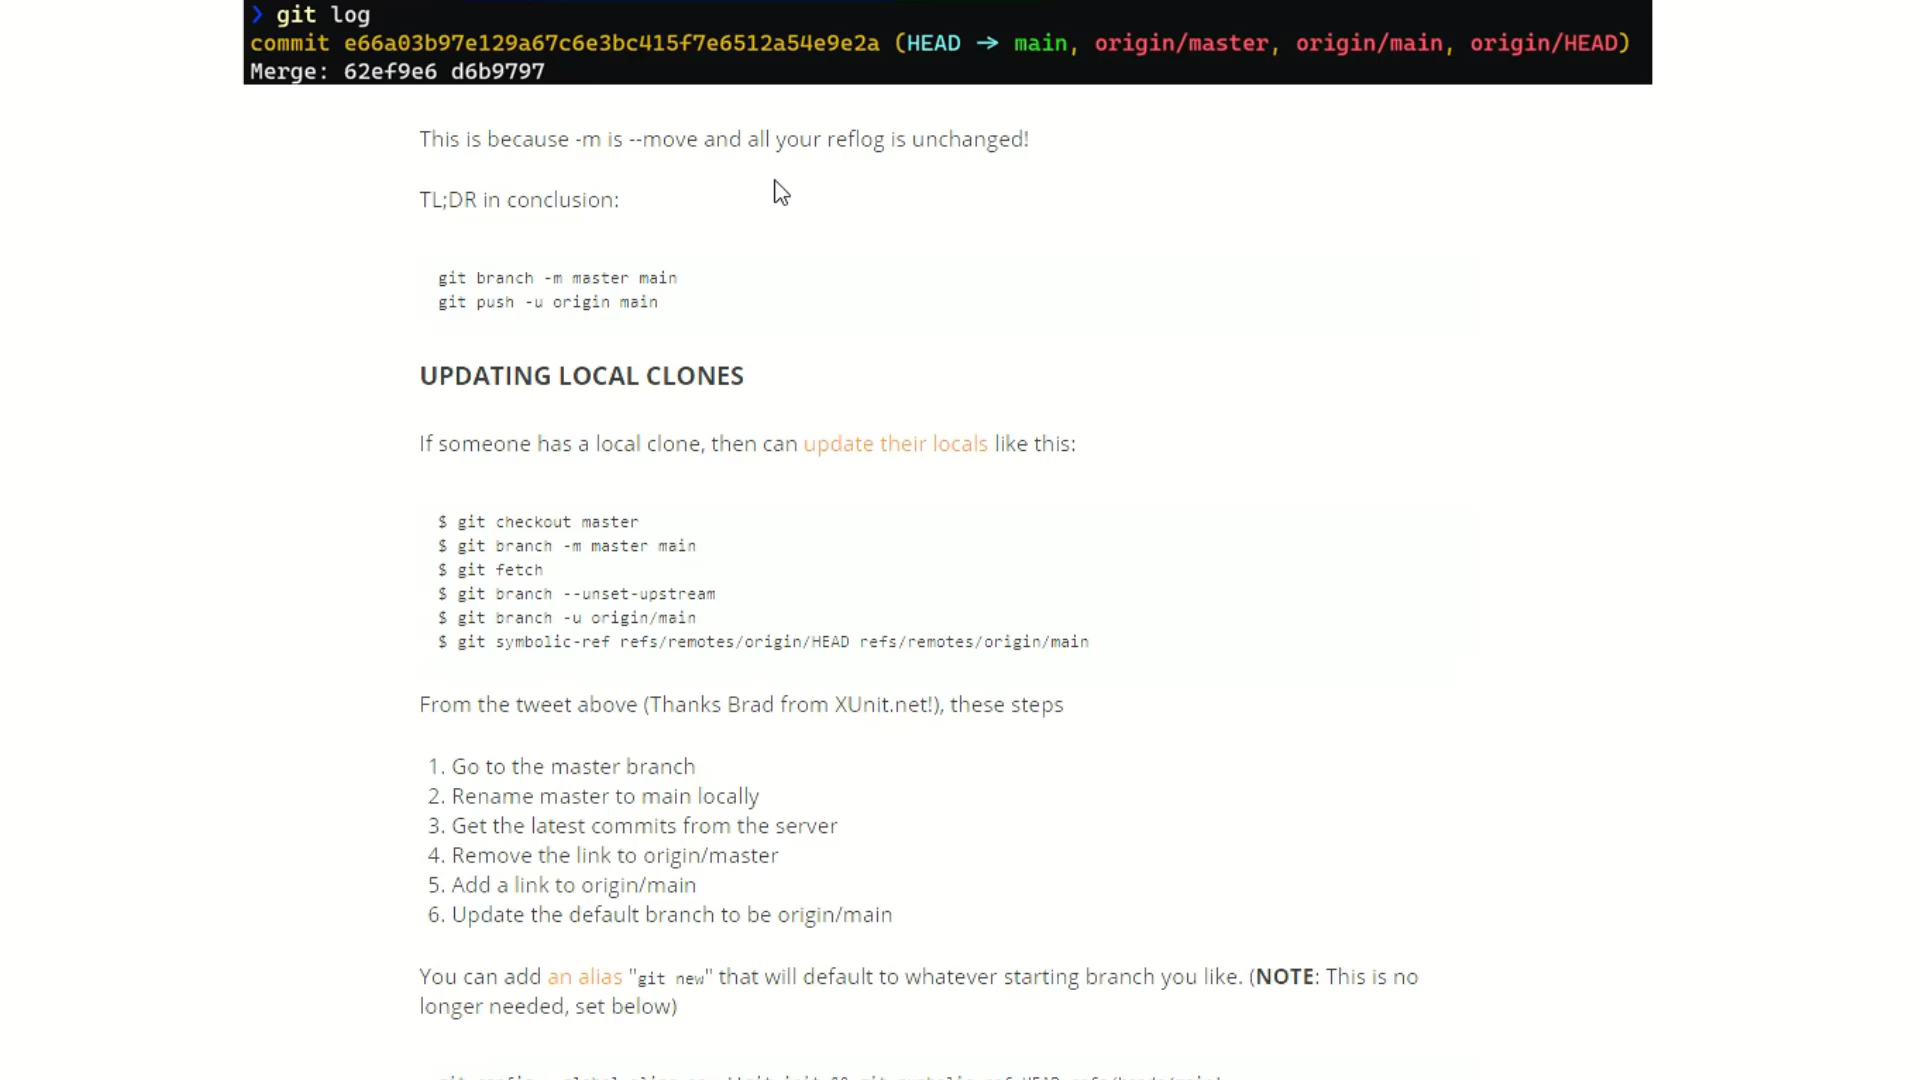 ❯ git log
commit e66a03b97e129a67c6e3bc415f7e6512a54e9e2a (HEAD → main, origin/master, origin/main, origin/HEAD)
Merge: 62ef9e6 d6b9797
This is because -m is --move and all your reflog is unchanged!
TL;DR in conclusion:
git branch -m master main
git push -u origin main
UPDATING LOCAL CLONES
If someone has a local clone, then can update their locals like this:
$ git checkout master
$ git branch -m master main
$ git fetch
$ git branch --unset-upstream
$ git branch -u origin/main
$ git symbolic-ref refs/remotes/origin/HEAD refs/remotes/origin/main
From the tweet above (Thanks Brad from XUnit.net!), these steps
1. Go to the master branch
2. Rename master to main locally
3. Get the latest commits from the server
4. Remove the link to origin/master
5. Add a link to origin/main
6. Update the default branch to be origin/main
You can add an alias "git new" that will default to whatever starting branch you like. (NOTE: This is no
longer needed, set below)